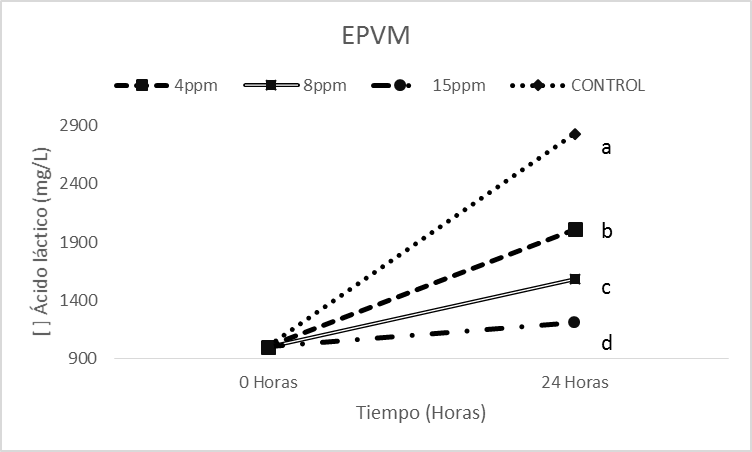 EPVM
4ppm 8ppm 15ppm CONTROL
[ ] Ácido láctico (mg/L)
2900
2400
1900
1400
900
a
b
c
d
0 Horas 24 Horas
Tiempo (Horas)